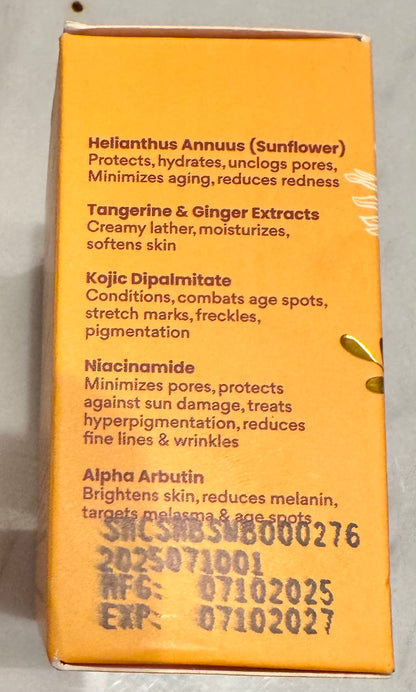 Helianthus Annuus (Sunflower)
Protects, hydrates, unclogs pores,
Minimizes aging, reduces redness
Tangerine & Ginger Extracts
Creamy lather, moisturizes,
softens skin
Kojic Dipalmitate
Conditions, combats age spots,
stretch marks, freckles,
pigmentation
Niacinamide
Minimizes pores, protects
against sun damage, treats
hyperpigmentation, reduces
fine lines & wrinkles
Alpha Arbutin
Brightens skin, reduces melanin,
targets melasma & age spots
2025071001
MFG: 07102025
EXP: 07102027